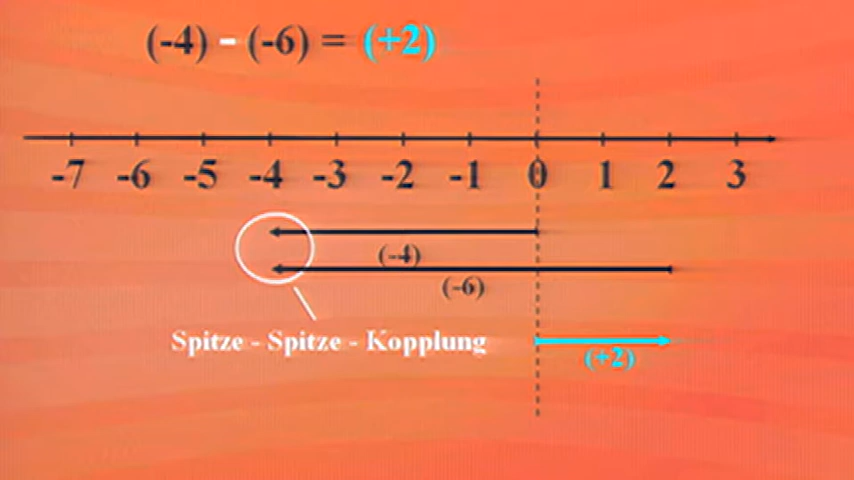 (-4) - (-6) = (+2)
-7 -6 -5 -4 -3 -2 -1 0 1 2 3
(-4)
(-6)
Spitze - Spitze - Kopplung
(+2)